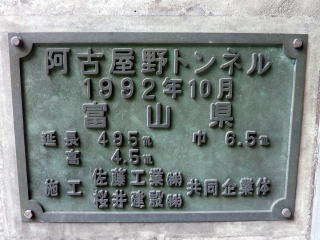 阿古屋野トンネル
1992年10月
富山県
延長 495m 巾 6.5m
高 4.5m
施工 佐藤工業㈱ 共同企業体
桜井建設㈱